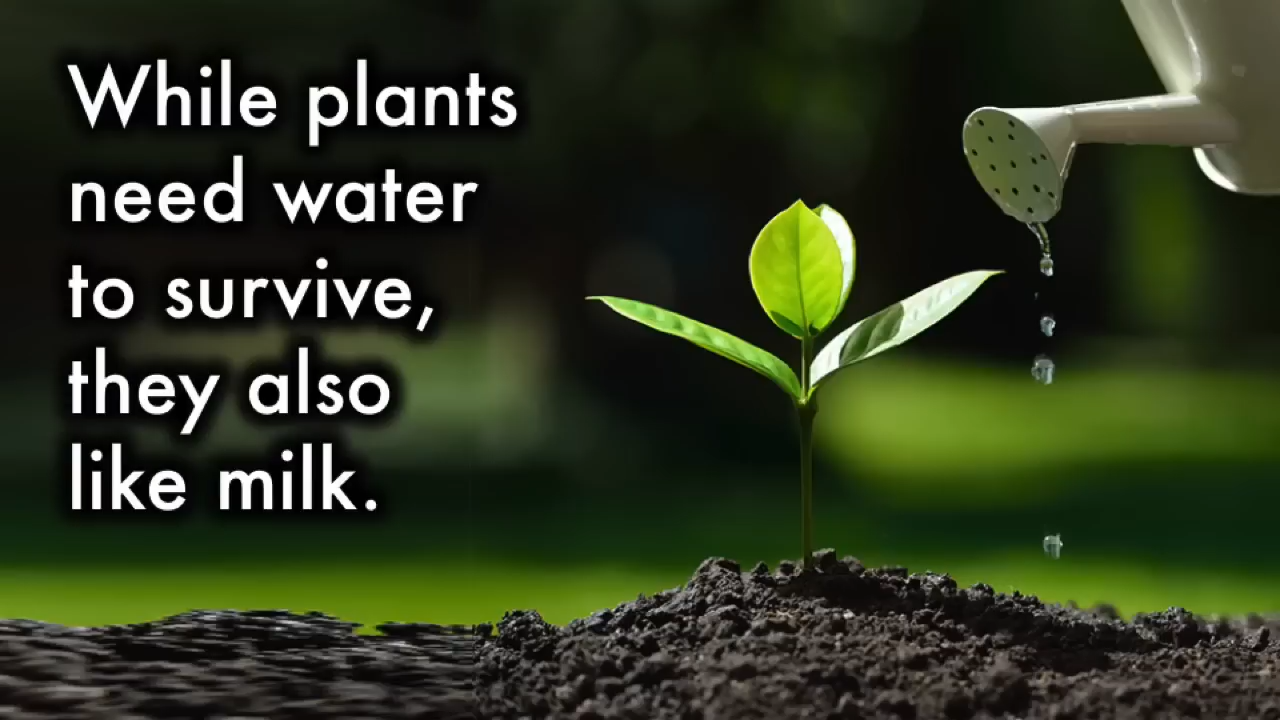 While plants
need water
to survive,
they also
like milk.